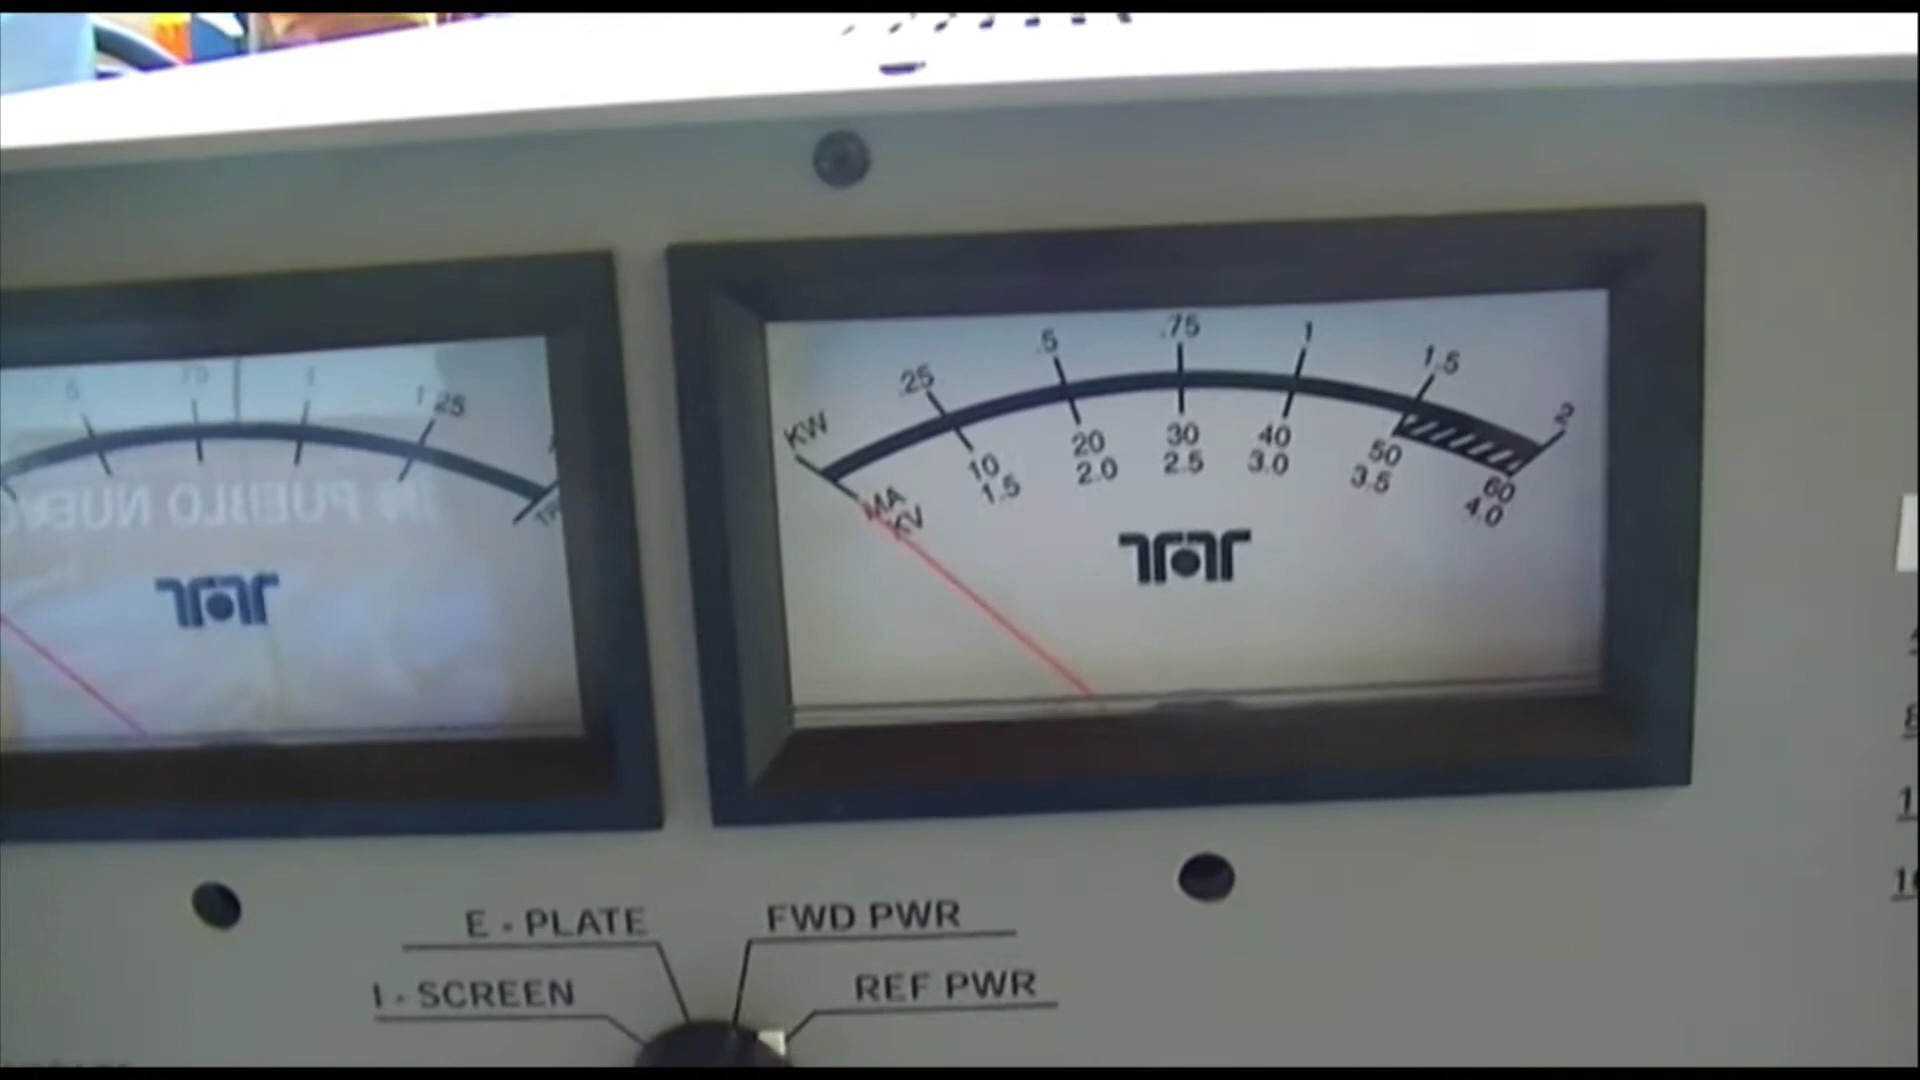 .5 .75 1 1.25
KW .25 .5 .75 1 1.5 2
MA 10 20 30 40 50 60
KV 1.5 2.0 2.5 3.0 3.5 4.0
E - PLATE
FWD PWR
I - SCREEN
REF PWR